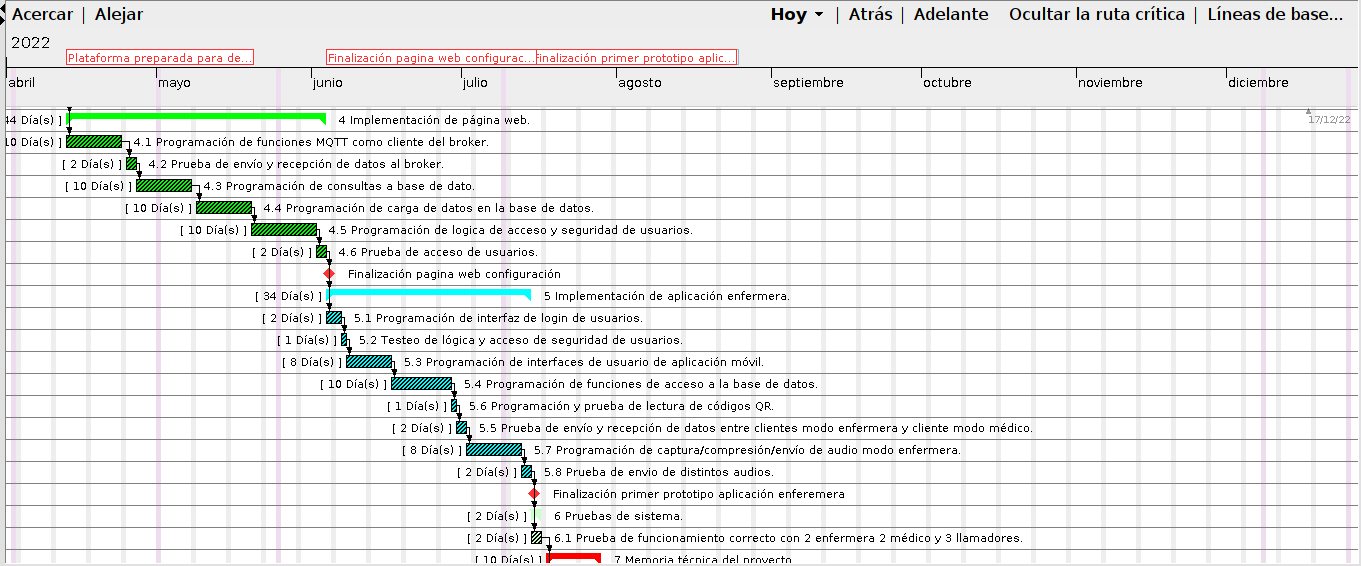 Acercar | Alejar
Hoy | Atrás | Adelante Ocultar la ruta crítica | Líneas de base...
2022
Plataforma preparada para de... Finalización pagina web configurac... Finalización primer prototipo aplic...
abril mayo junio julio agosto septiembre octubre noviembre diciembre
44 Día(s) ] 4 Implementación de página web. 17/12/22
10 Día(s) ] 4.1 Programación de funciones MQTT como cliente del broker.
[ 2 Día(s) ] 4.2 Prueba de envío y recepción de datos al broker.
[ 10 Día(s) ] 4.3 Programación de consultas a base de dato.
[ 10 Día(s) ] 4.4 Programación de carga de datos en la base de datos.
[ 10 Día(s) ] 4.5 Programación de logica de acceso y seguridad de usuarios.
[ 2 Día(s) ] 4.6 Prueba de acceso de usuarios.
Finalización pagina web configuración
[ 34 Día(s) ] 5 Implementación de aplicación enfermera.
[ 2 Día(s) ] 5.1 Programación de interfaz de login de usuarios.
[ 1 Día(s) ] 5.2 Testeo de lógica y acceso de seguridad de usuarios.
[ 8 Día(s) ] 5.3 Programación de interfaces de usuario de aplicación móvil.
[ 10 Día(s) ] 5.4 Programación de funciones de acceso a la base de datos.
[ 1 Día(s) ] 5.6 Programación y prueba de lectura de códigos QR.
[ 2 Día(s) ] 5.5 Prueba de envío y recepción de datos entre clientes modo enfermera y cliente modo médico.
[ 8 Día(s) ] 5.7 Programación de captura/compresión/envío de audio modo enfermera.
[ 2 Día(s) ] 5.8 Prueba de envio de distintos audios.
Finalización primer prototipo aplicación enferemera
[ 2 Día(s) ] 6 Pruebas de sistema.
[ 2 Día(s) ] 6.1 Prueba de funcionamiento correcto con 2 enfermera 2 médico y 3 llamadores.
[ 10 Día(s) ] 7 Memoria técnica del proyecto